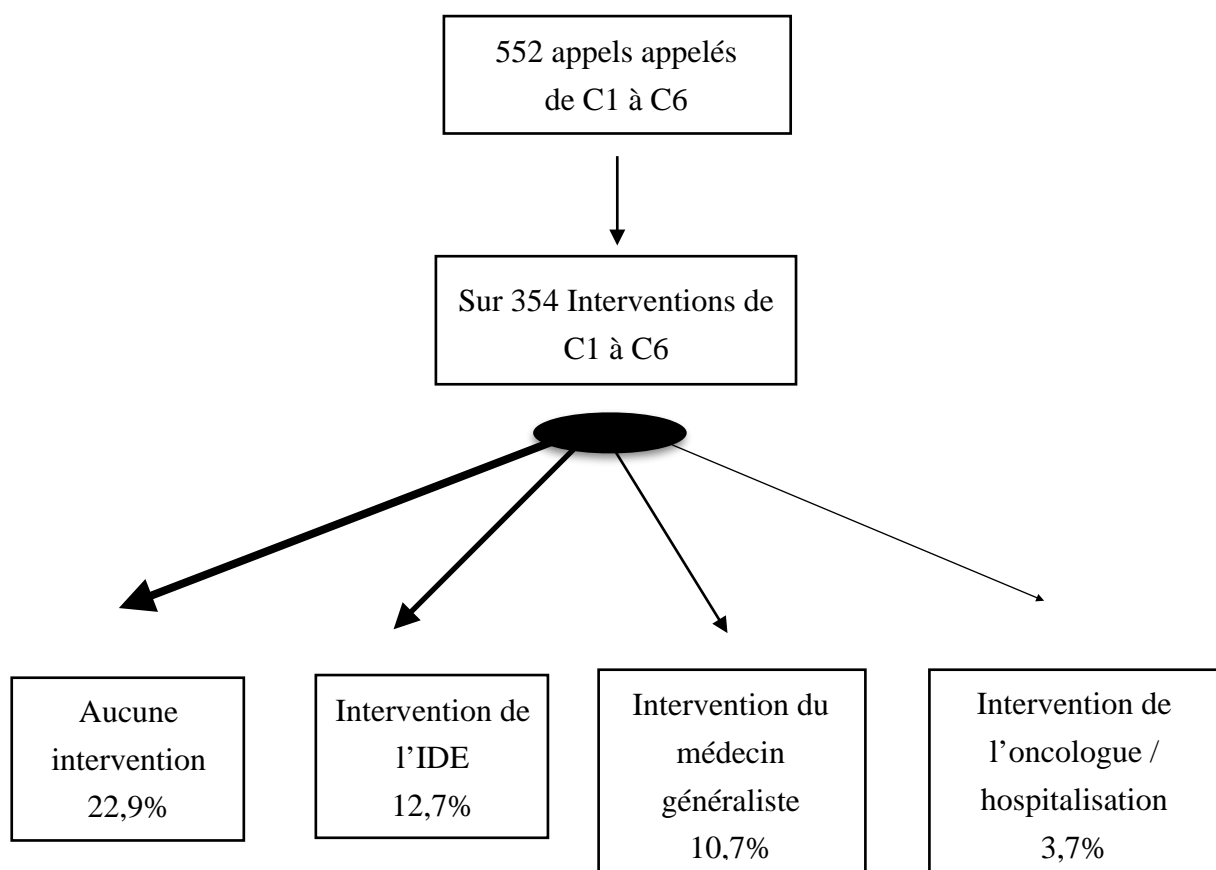 552 appels appelés
de C1 à C6
Sur 354 Interventions de
C1 à C6
Aucune
intervention
22,9%
Intervention de
l’IDE
12,7%
Intervention du
médecin
généraliste
10,7%
Intervention de
l’oncologue /
hospitalisation
3,7%